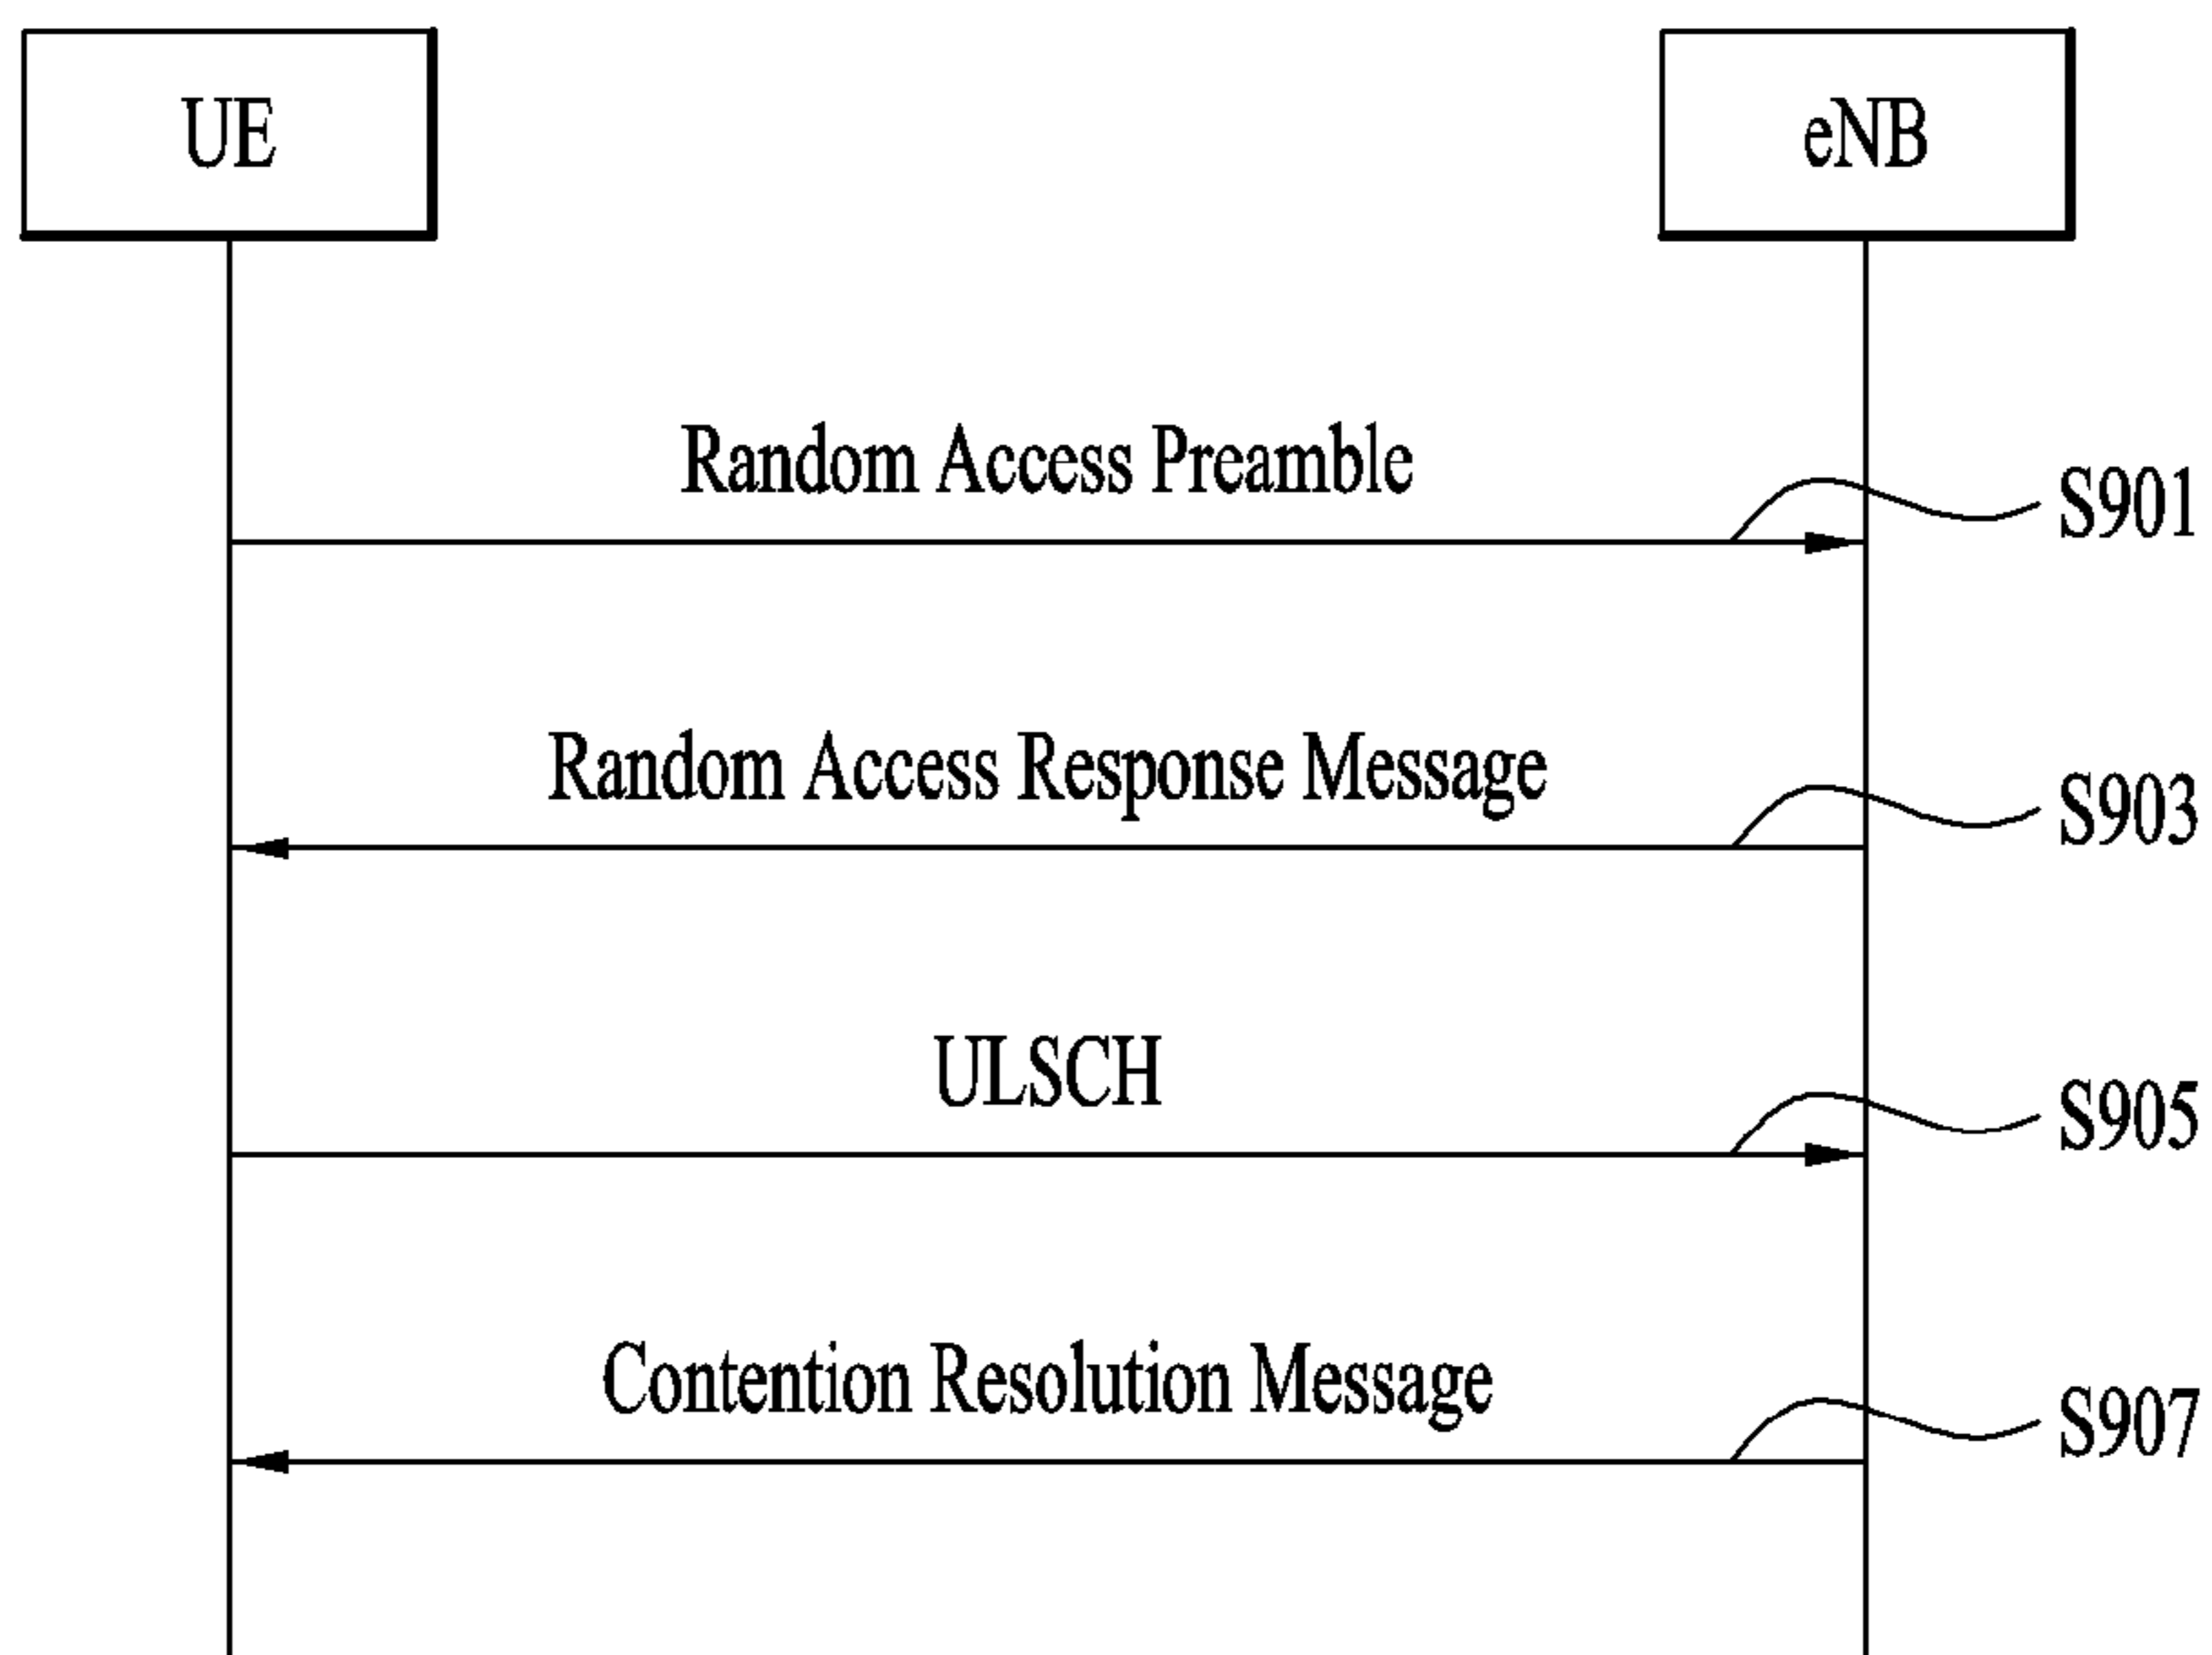 UE
eNB
Random Access Preamble
S901
Random Access Response Message
S903
ULSCH
S905
Contention Resolution Message
S907